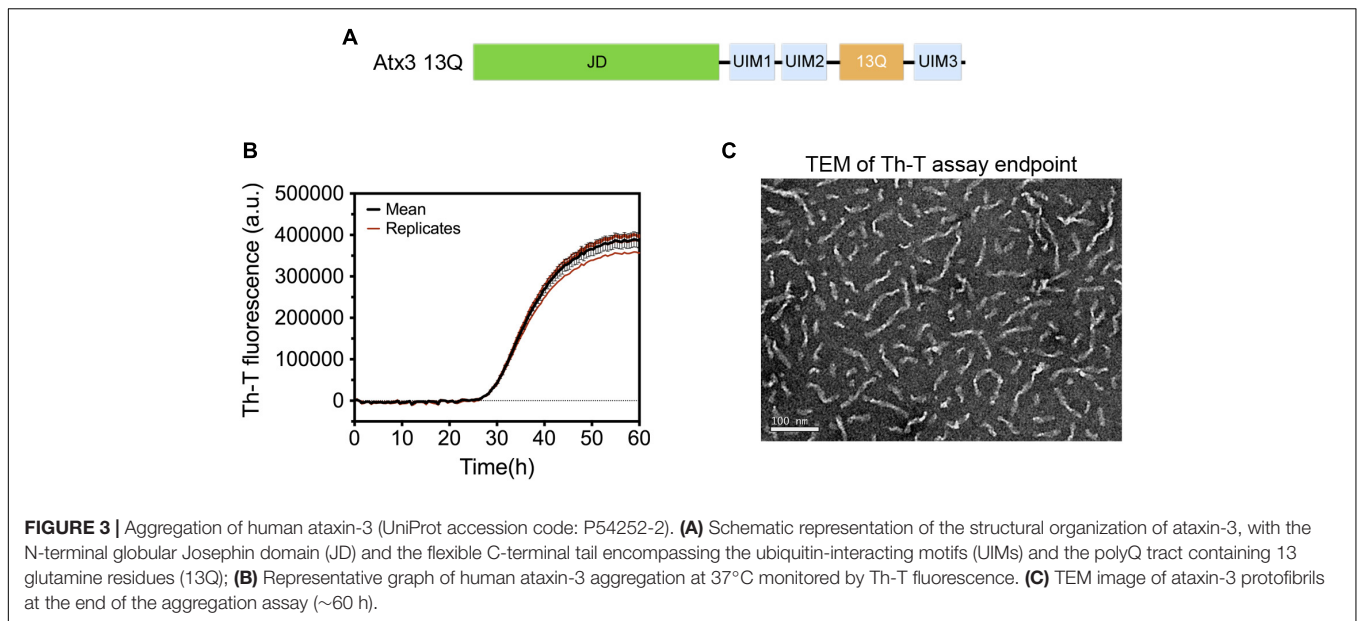 A
Atx3 13Q
JD
UIM1
UIM2
13Q
UIM3
B
500000
400000
300000
200000
100000
0
Th-T fluorescence (a.u.)
Mean
Replicates
0 10 20 30 40 50 60
Time(h)
C
TEM of Th-T assay endpoint
100 nm
FIGURE 3 | Aggregation of human ataxin-3 (UniProt accession code: P54252-2). (A) Schematic representation of the structural organization of ataxin-3, with the
N-terminal globular Josephin domain (JD) and the flexible C-terminal tail encompassing the ubiquitin-interacting motifs (UIMs) and the polyQ tract containing 13
glutamine residues (13Q); (B) Representative graph of human ataxin-3 aggregation at 37°C monitored by Th-T fluorescence. (C) TEM image of ataxin-3 protofibrils
at the end of the aggregation assay (∼60 h).